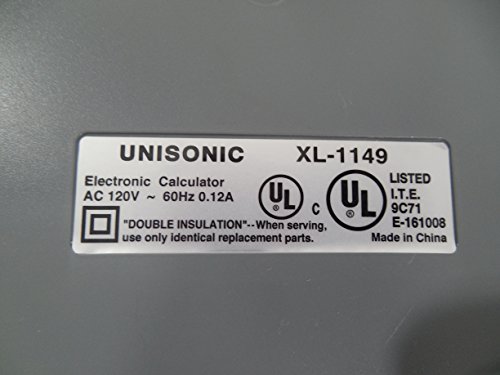 UNISONIC XL-1149
Electronic Calculator
AC 120V ~ 60Hz 0.12A
UL ®
C UL ®
LISTED
I.T.E.
9C71
E-161008
"DOUBLE INSULATION"--When serving,
use only identical replacement parts.
Made in China